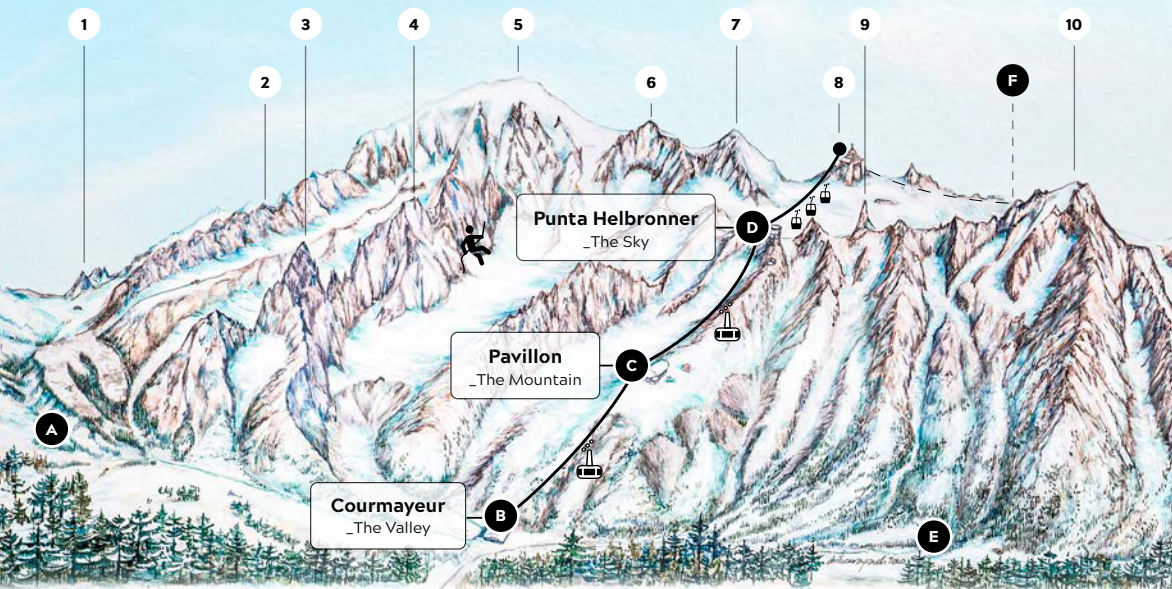 1
3
4
5
7
9
10
2
6
8
F
Punta Helbronner
_The Sky
D
Pavillon
_The Mountain
C
A
Courmayeur
_The Valley
B
E